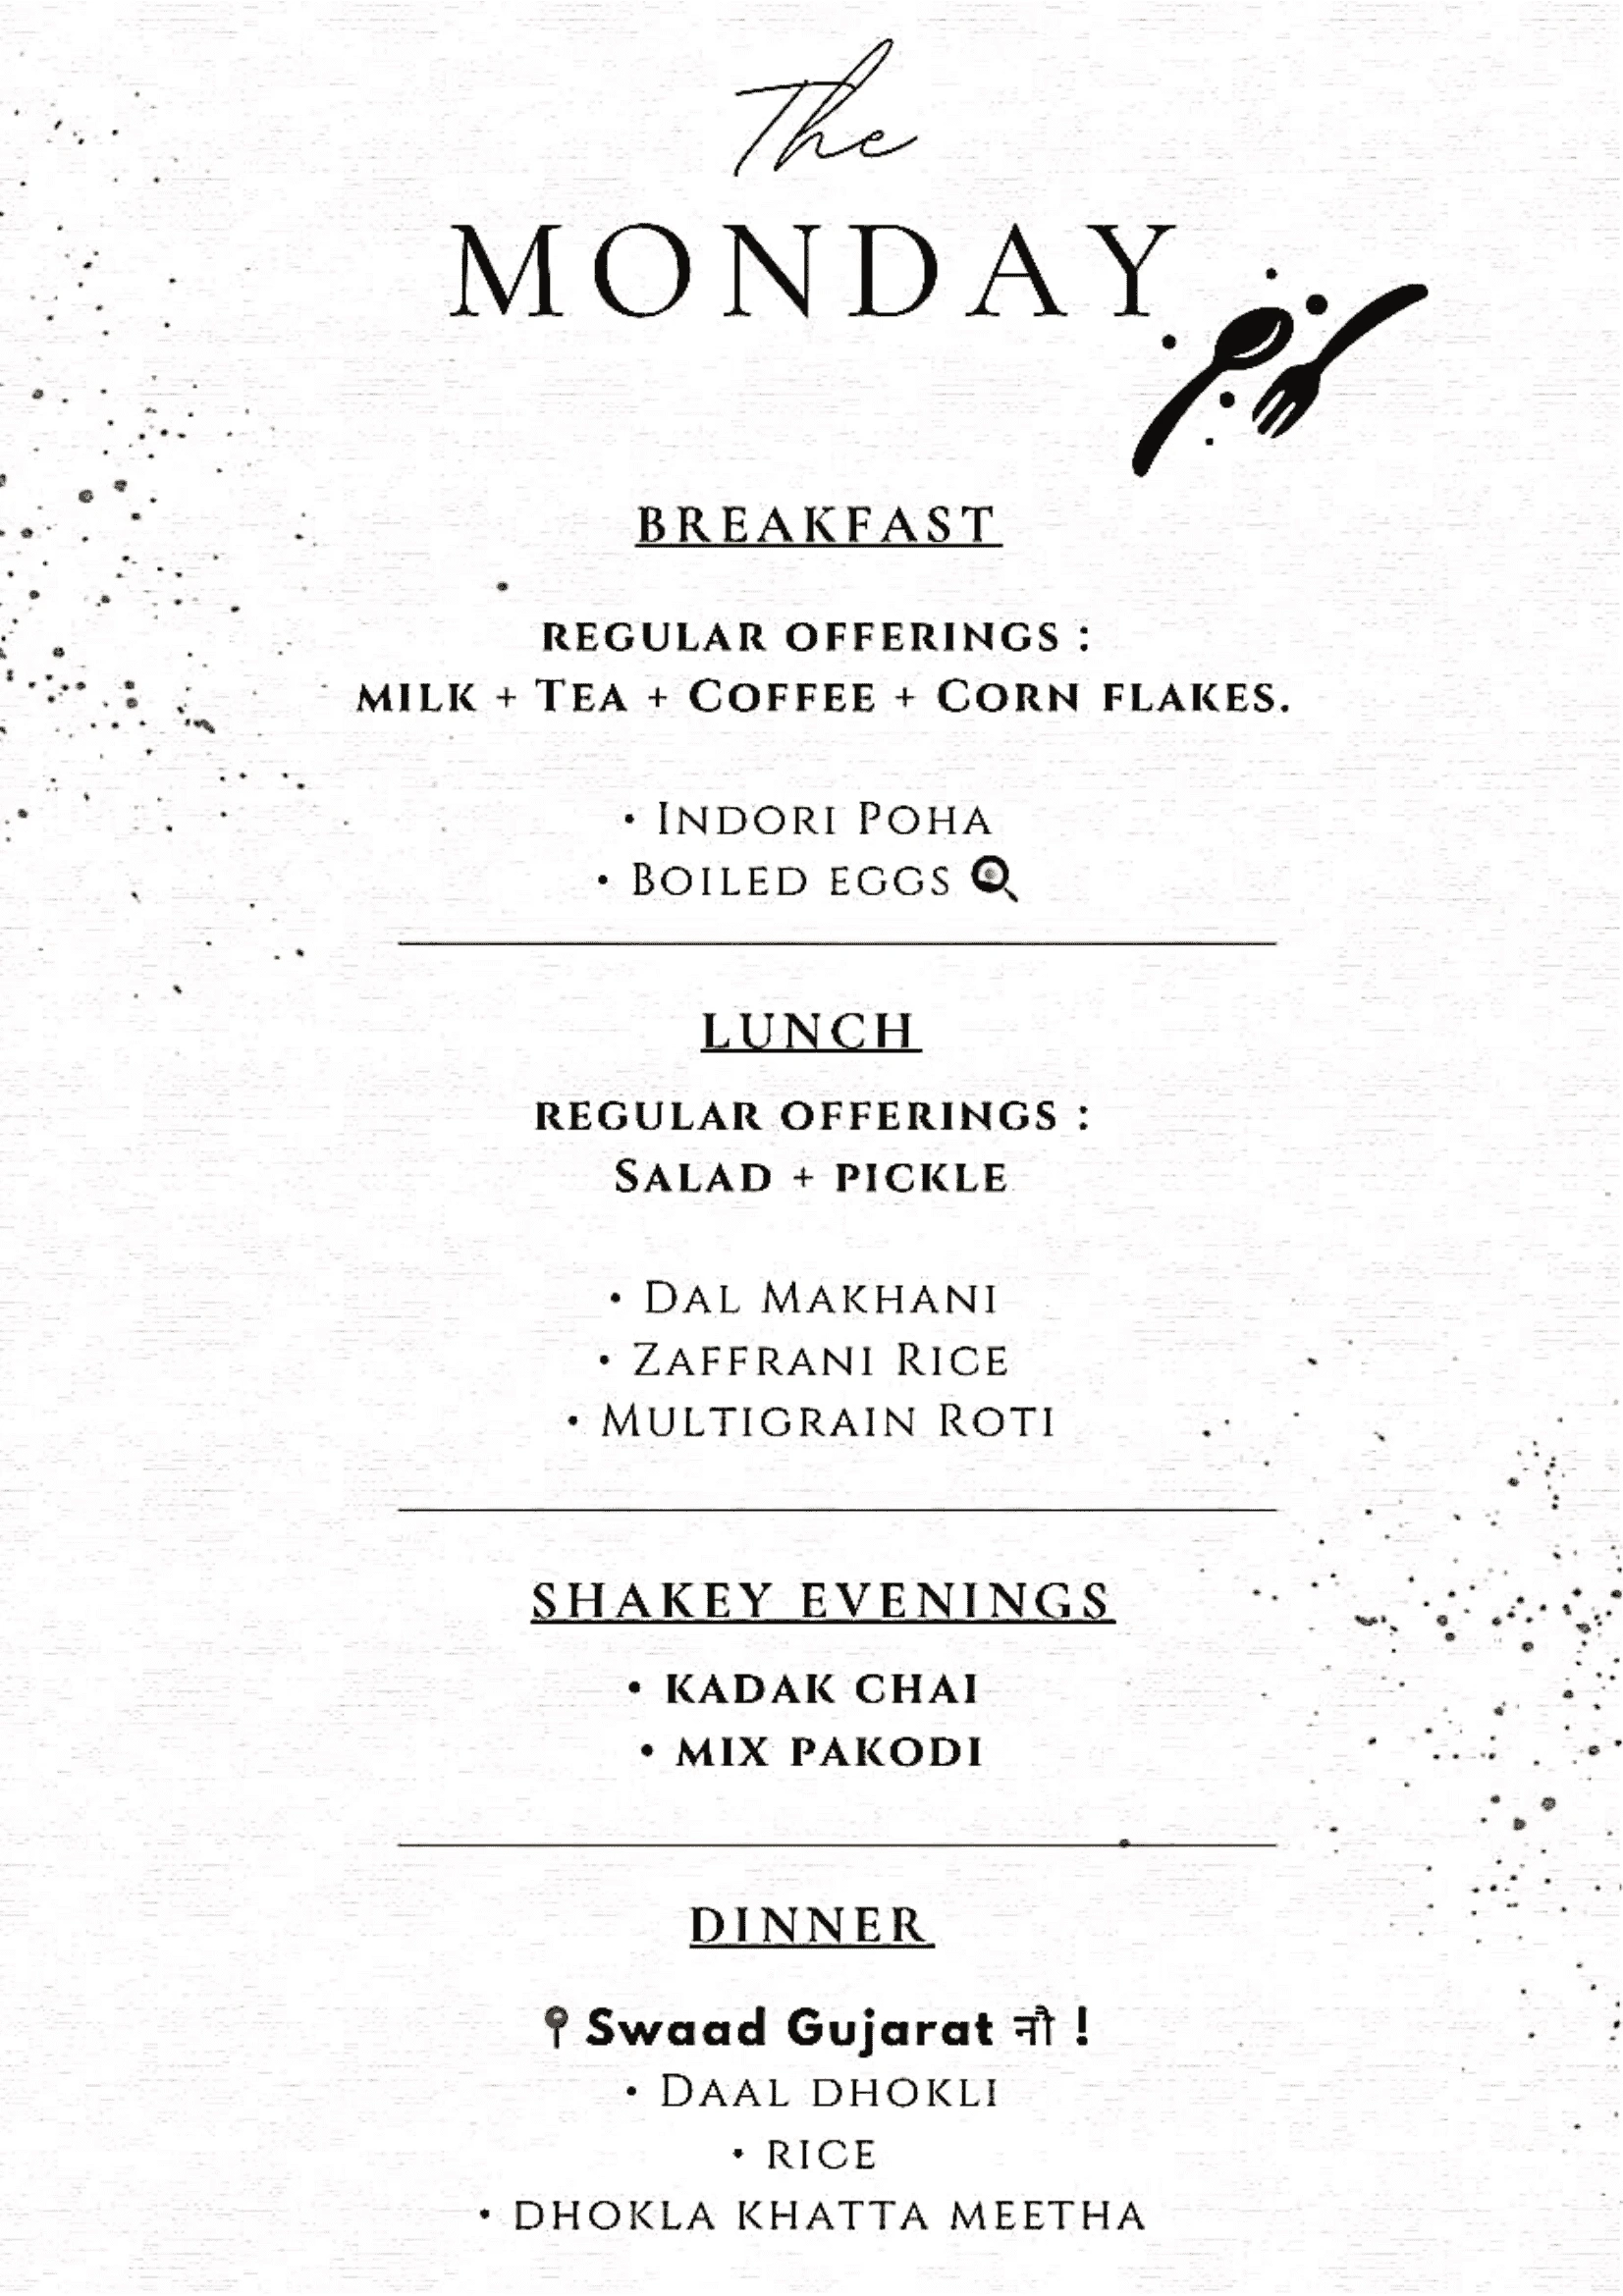 The
MONDAY
BREAKFAST
REGULAR OFFERINGS :
MILK + TEA + COFFEE + CORN FLAKES.
• INDORI POHA
• BOILED EGGS
LUNCH
REGULAR OFFERINGS :
SALAD + PICKLE
• DAL MAKHANI
• ZAFFRANI RICE
• MULTIGRAIN ROTI
SHAKEY EVENINGS
• KADAK CHAI
• MIX PAKODI
DINNER
Swaad Gujarat नौ !
• DAAL DHOKLI
• RICE
• DHOKLA KHATTA MEETHA